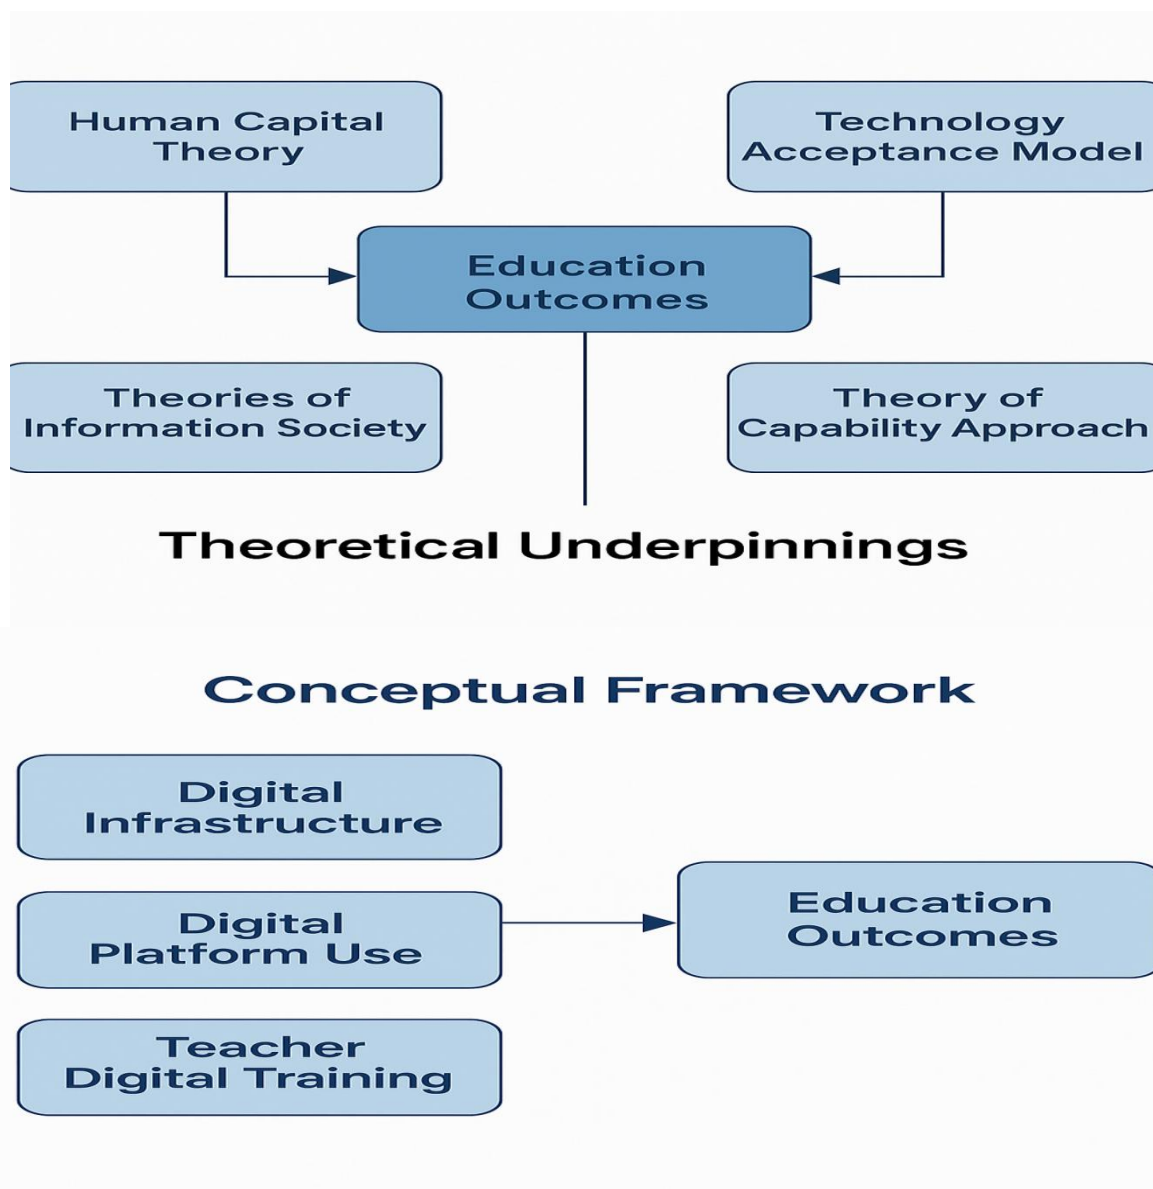 Human Capital
Theory
Technology
Acceptance Model
Education
Outcomes
Theories of
Information Society
Theory of
Capability Approach
Theoretical Underpinnings
Conceptual Framework
Digital
Infrastructure
Digital
Platform Use
Education
Outcomes
Teacher
Digital Training